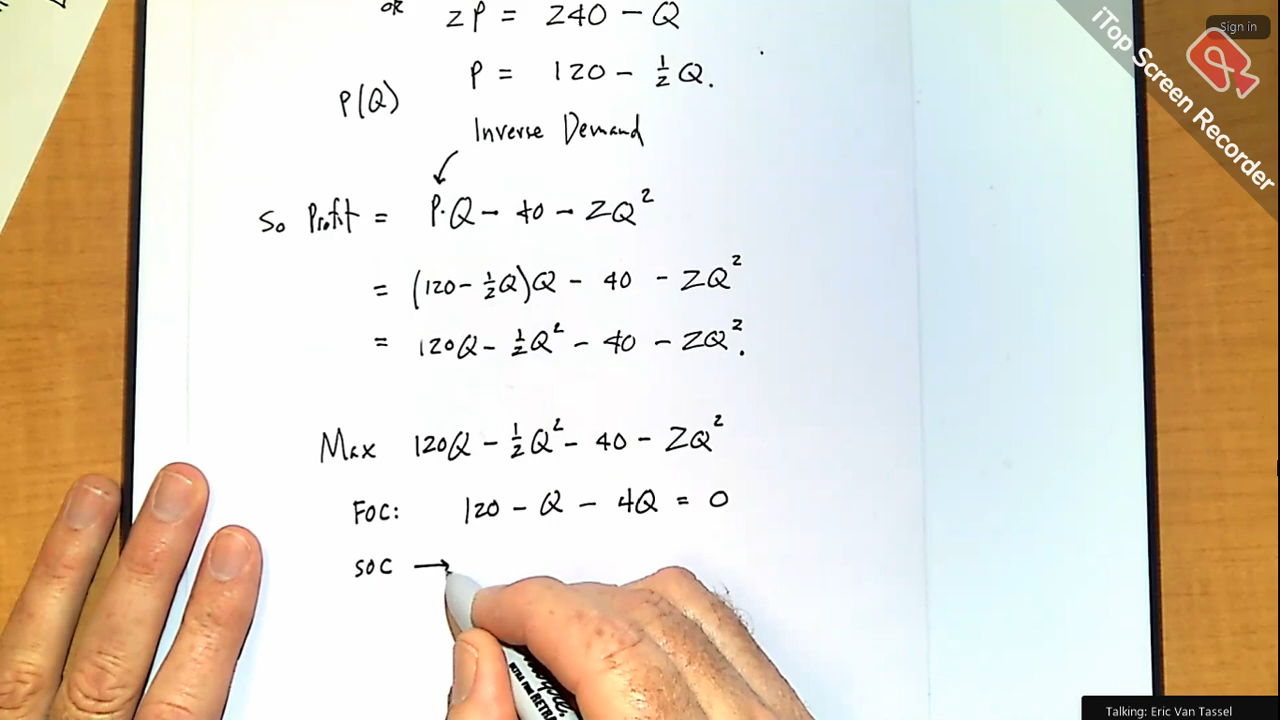 or 2P = 240 - Q
P = 120 - ½Q.
P(Q)
Inverse Demand
So Profit = P·Q - 40 - 2Q²
= (120 - ½Q)Q - 40 - 2Q²
= 120Q - ½Q² - 40 - 2Q².
Max 120Q - ½Q² - 40 - 2Q²
FOC: 120 - Q - 4Q = 0
SOC →
iTop Screen Recorder
Sign in
Talking: Eric Van Tassel